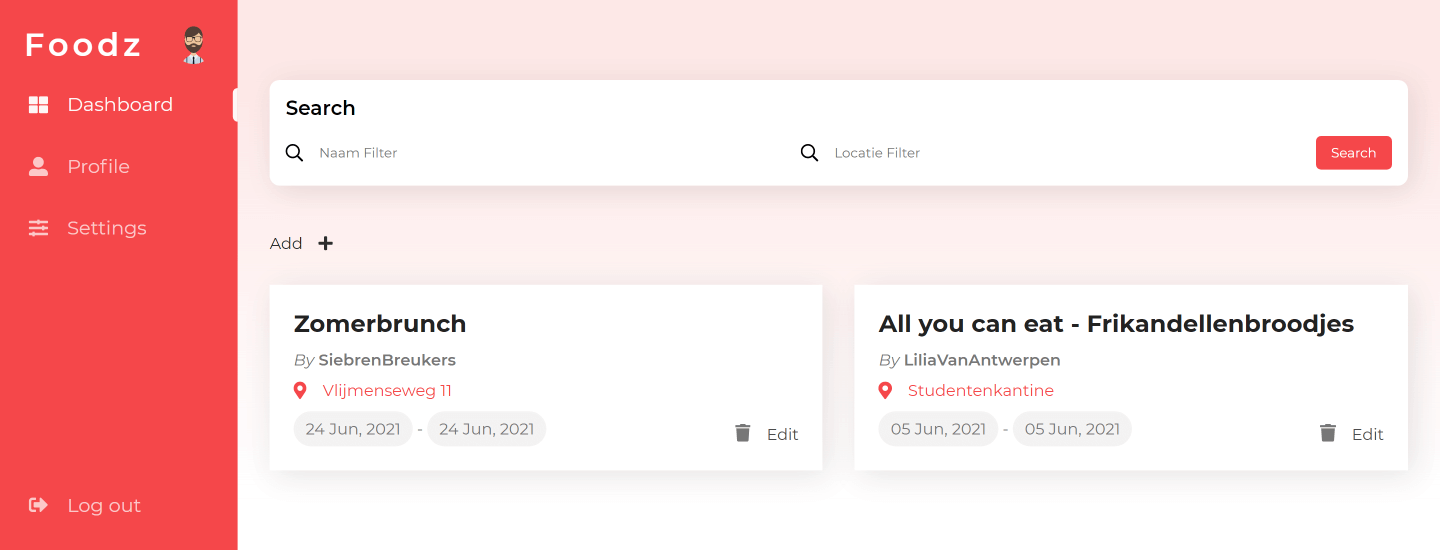 Foodz
Dashboard
Profile
Settings
Log out
Search
Naam Filter
Locatie Filter
Search
Add
Zomerbrunch
By SiebrenBreukers
Vlijmenseweg 11
24 Jun, 2021 - 24 Jun, 2021
Edit
All you can eat - Frikandellenbroodjes
By LiliaVanAntwerpen
Studentenkantine
05 Jun, 2021 - 05 Jun, 2021
Edit